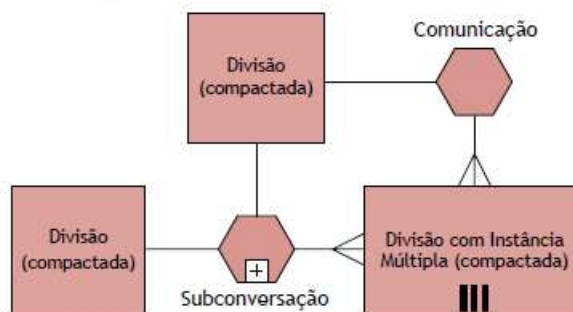 Comunicação
Divisão
(compactada)
Divisão
(compactada)
Divisão com Instância
Múltipla (compactada)
Subconversação